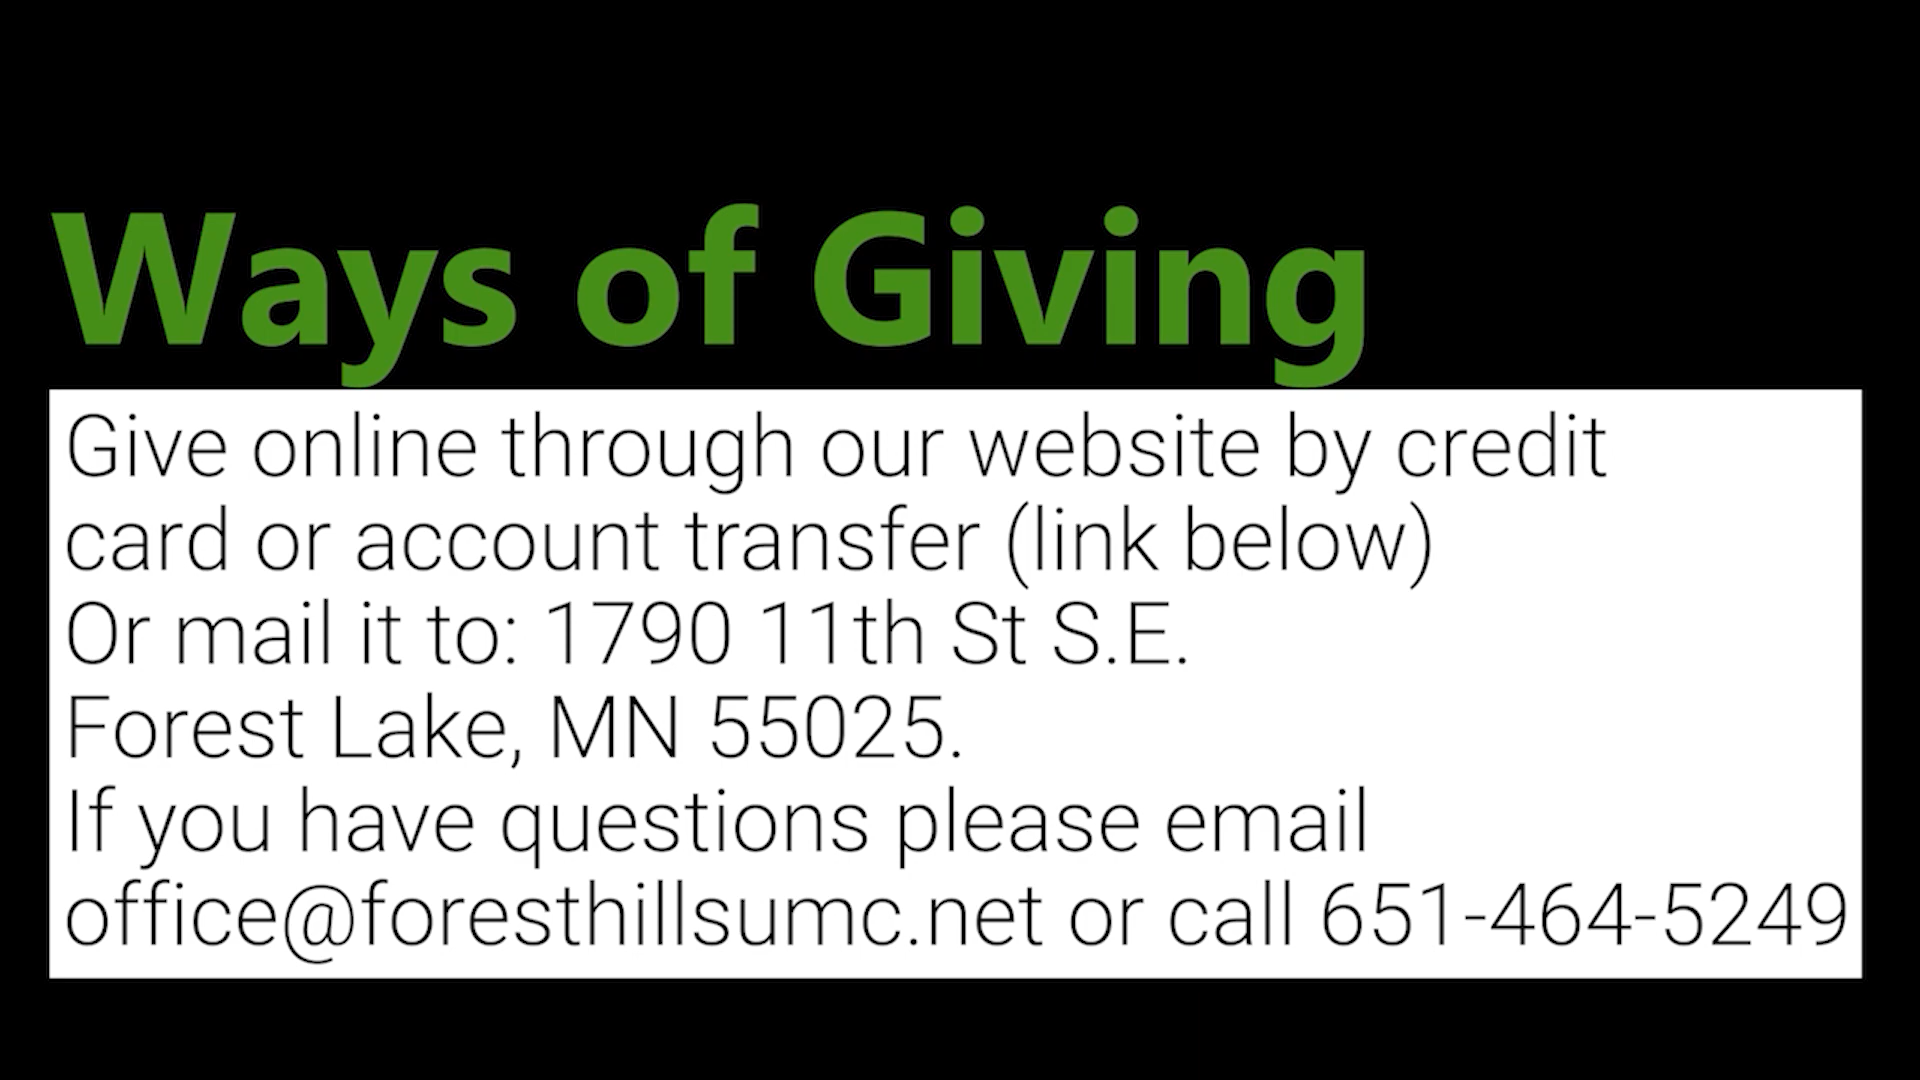 Ways of Giving
Give online through our website by credit
card or account transfer (link below)
Or mail it to: 1790 11th St S.E.
Forest Lake, MN 55025.
If you have questions please email
office@foresthillsumc.net or call 651-464-5249